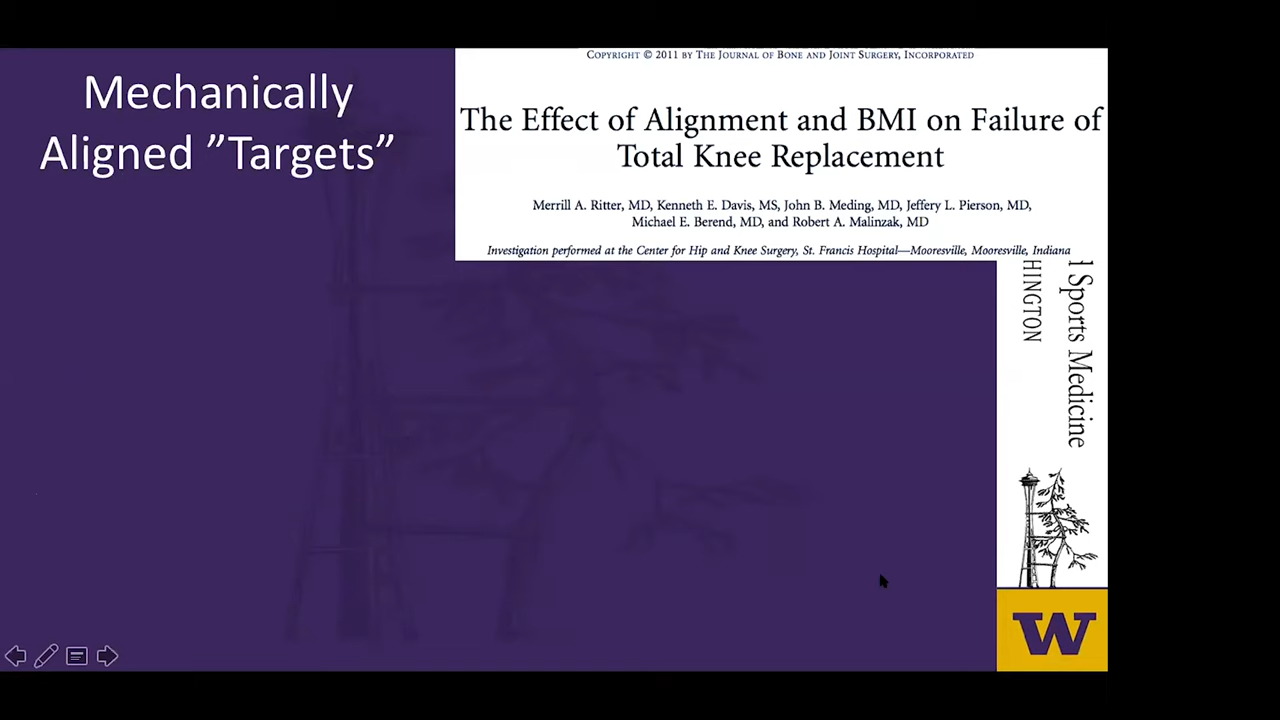 Mechanically
Aligned ”Targets”
COPYRIGHT © 2011 BY THE JOURNAL OF BONE AND JOINT SURGERY, INCORPORATED
The Effect of Alignment and BMI on Failure of
Total Knee Replacement
Merrill A. Ritter, MD, Kenneth E. Davis, MS, John B. Meding, MD, Jeffery L. Pierson, MD,
Michael E. Berend, MD, and Robert A. Malinzak, MD
Investigation performed at the Center for Hip and Knee Surgery, St. Francis Hospital—Mooresville, Mooresville, Indiana
l Sports Medicine
HINGTON
W